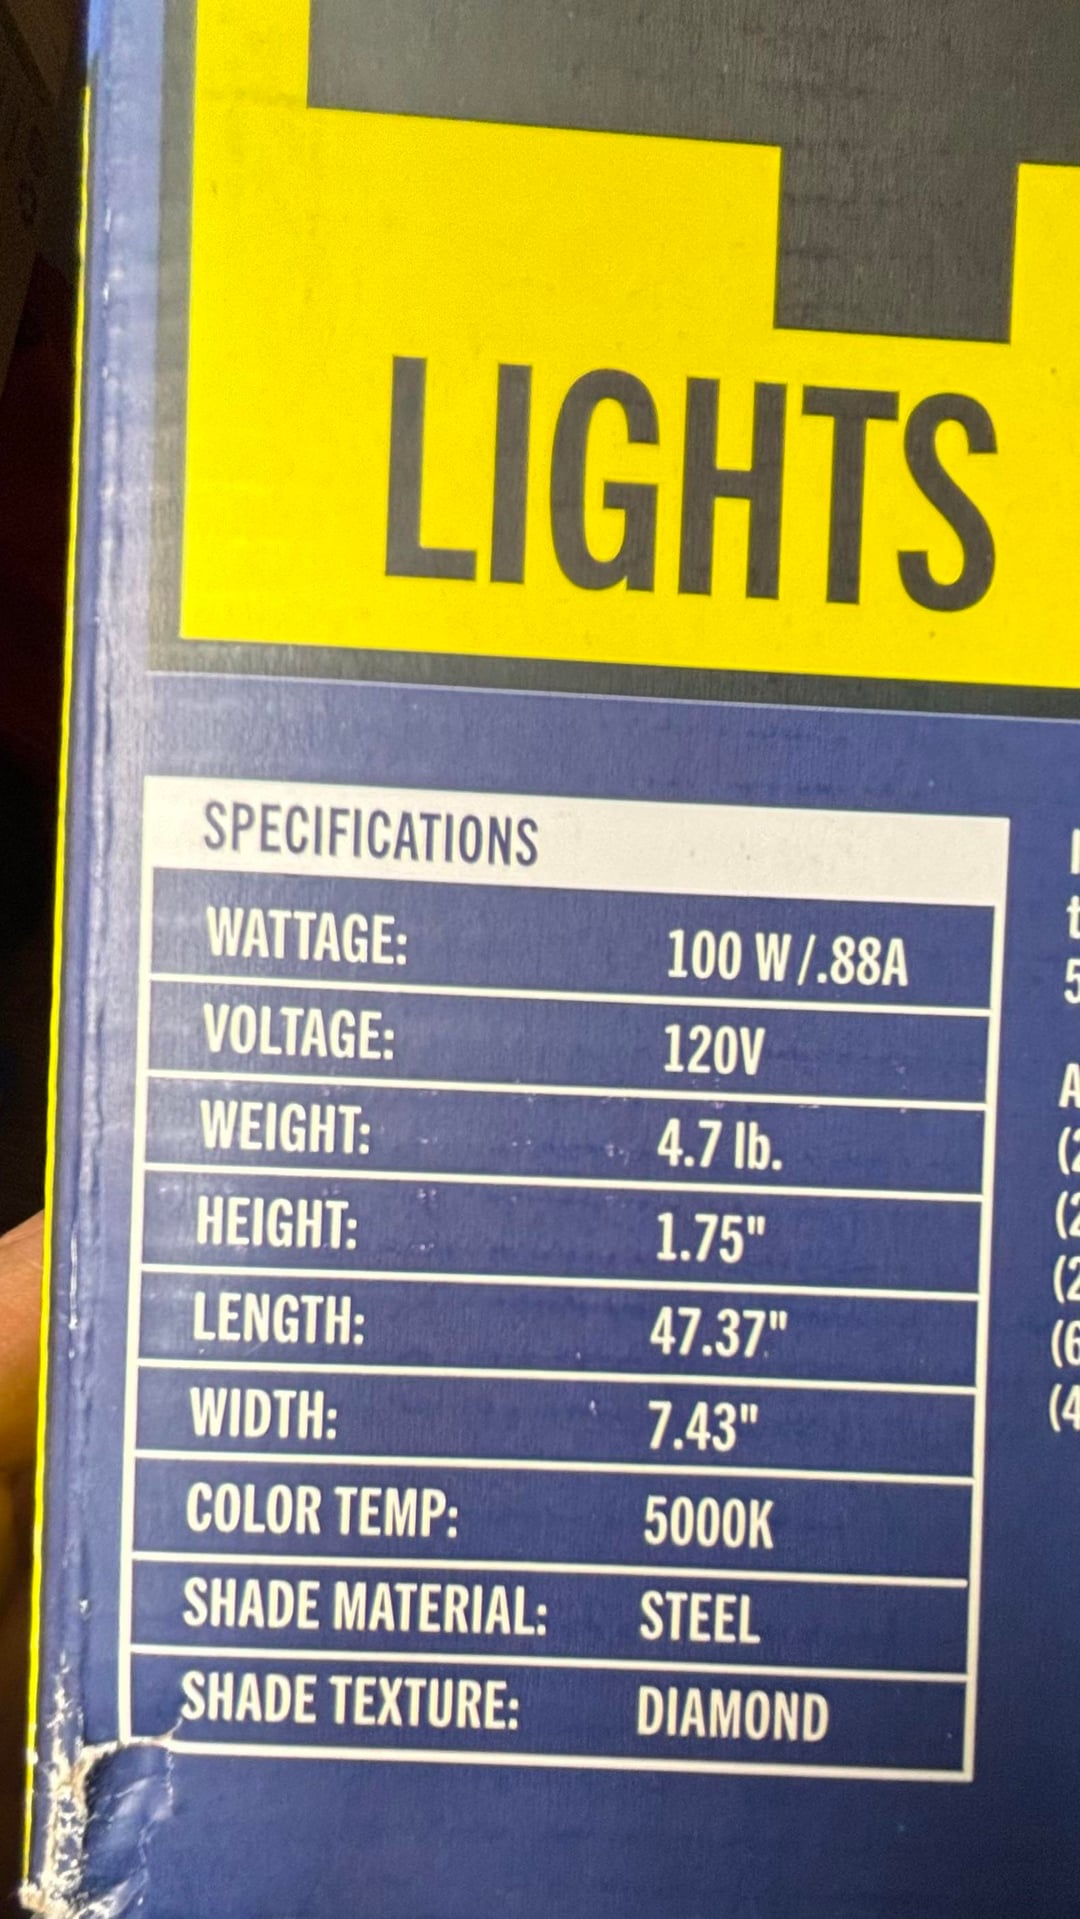 LIGHTS
SPECIFICATIONS
WATTAGE: 100 W/.88A
VOLTAGE: 120V
WEIGHT: 4.7 lb.
HEIGHT: 1.75"
LENGTH: 47.37"
WIDTH: 7.43"
COLOR TEMP: 5000K
SHADE MATERIAL: STEEL
SHADE TEXTURE: DIAMOND